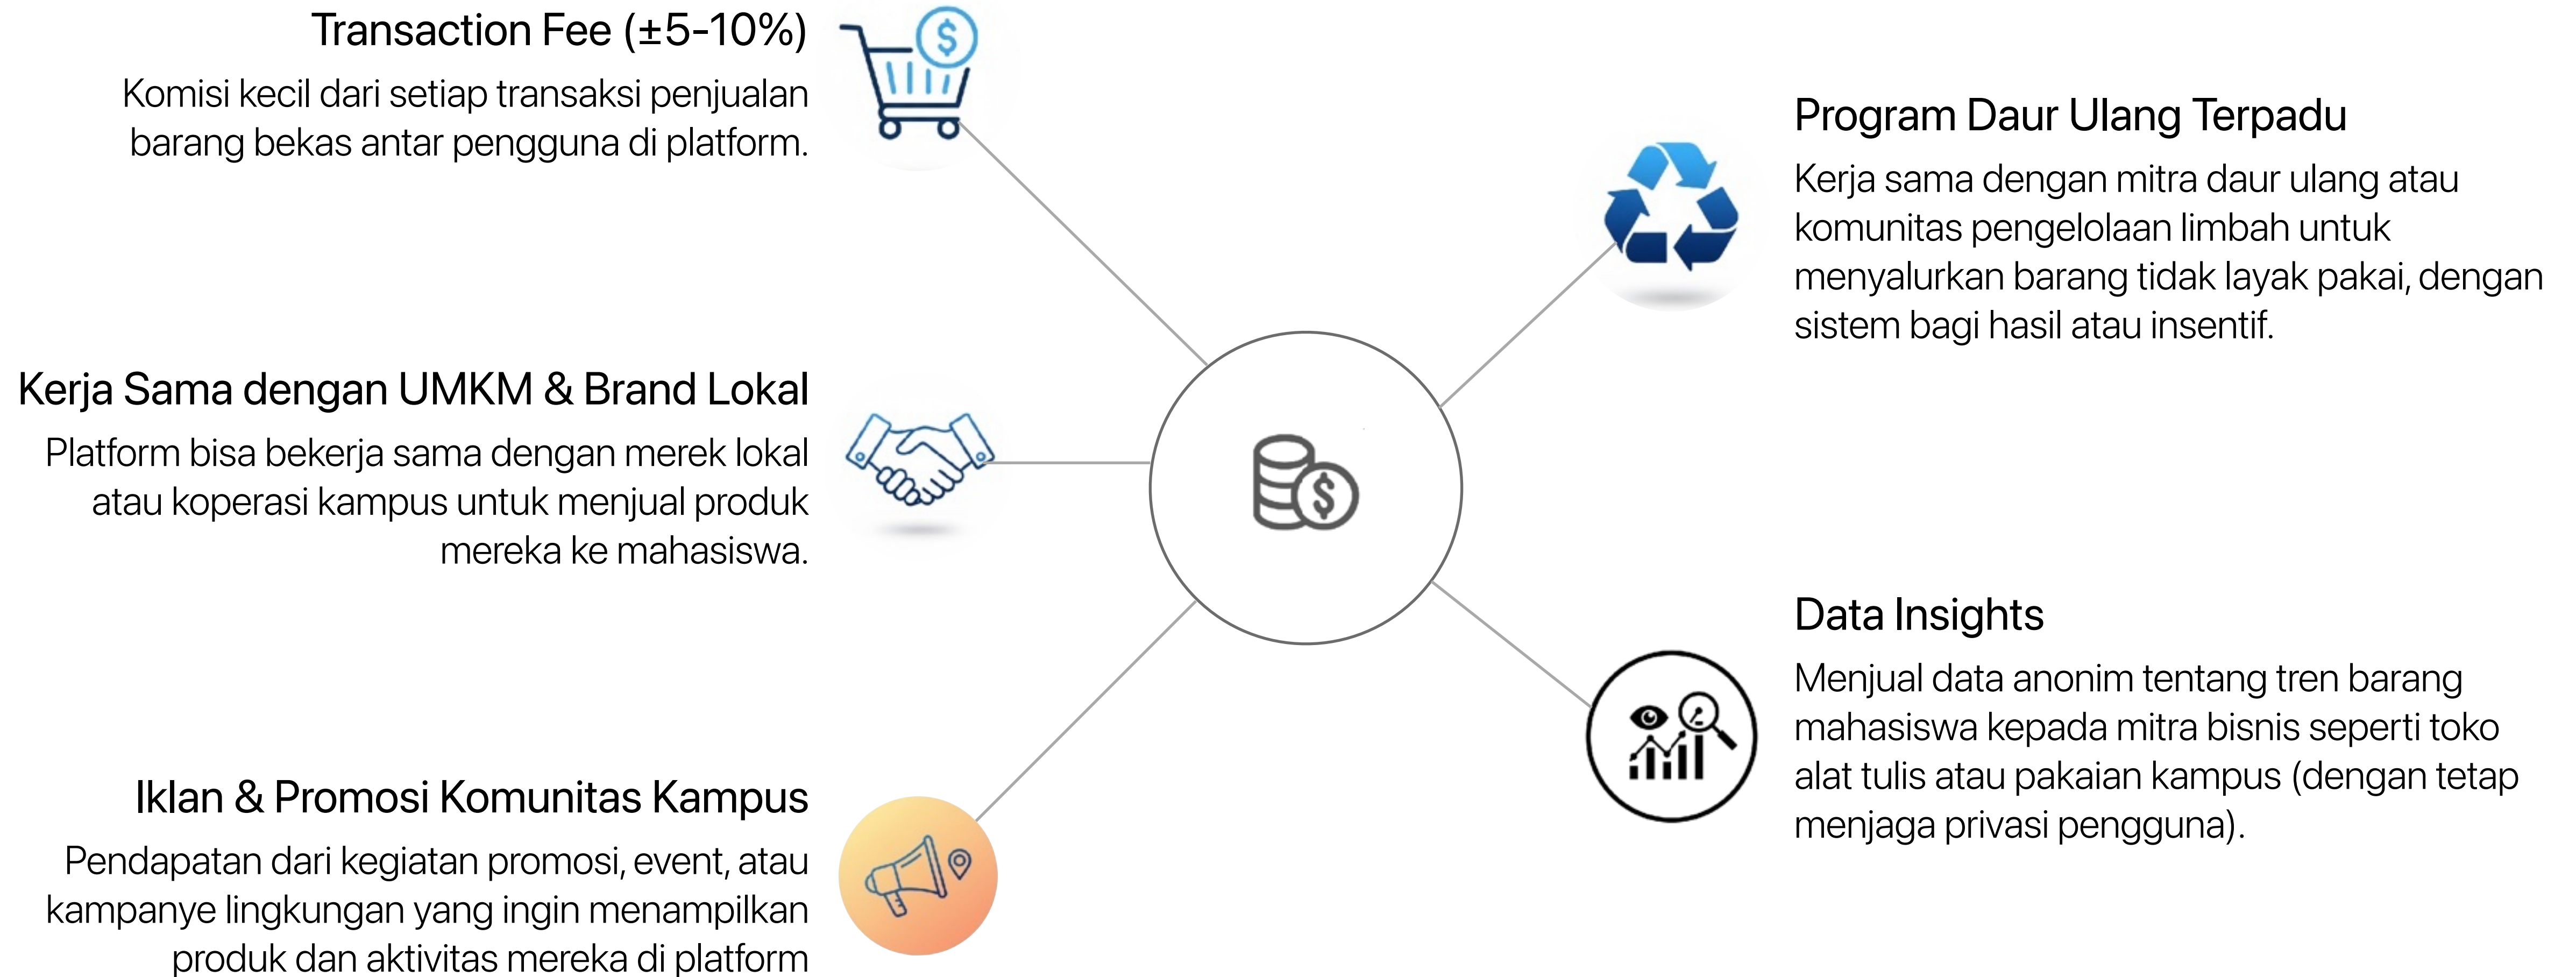 Transaction Fee (±5-10%)
Komisi kecil dari setiap transaksi penjualan
barang bekas antar pengguna di platform.
Kerja Sama dengan UMKM & Brand Lokal
Platform bisa bekerja sama dengan merek lokal
atau koperasi kampus untuk menjual produk
mereka ke mahasiswa.
Iklan & Promosi Komunitas Kampus
Pendapatan dari kegiatan promosi, event, atau
kampanye lingkungan yang ingin menampilkan
produk dan aktivitas mereka di platform
Program Daur Ulang Terpadu
Kerja sama dengan mitra daur ulang atau
komunitas pengelolaan limbah untuk
menyalurkan barang tidak layak pakai, dengan
sistem bagi hasil atau insentif.
Data Insights
Menjual data anonim tentang tren barang
mahasiswa kepada mitra bisnis seperti toko
alat tulis atau pakaian kampus (dengan tetap
menjaga privasi pengguna).